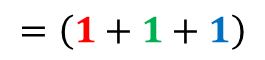 = (1 + 1 + 1)